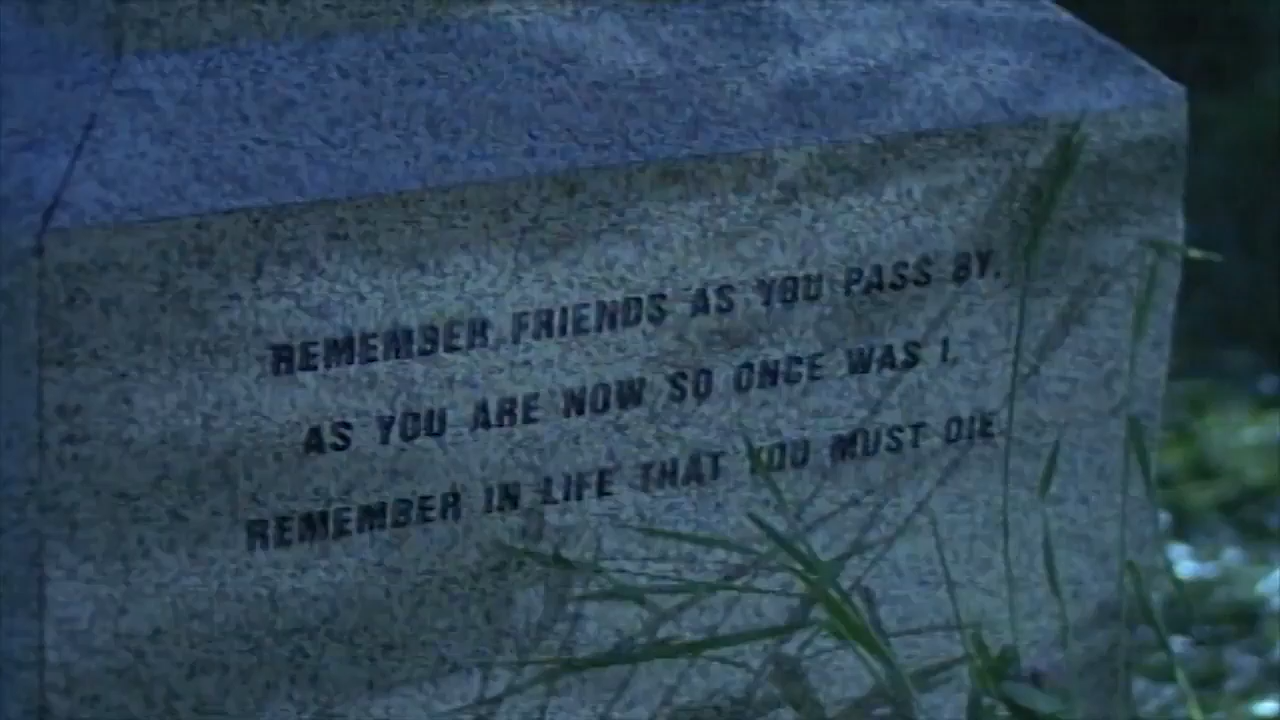 REMEMBER FRIENDS AS YOU PASS BY,
AS YOU ARE NOW SO ONCE WAS I.
REMEMBER IN LIFE THAT YOU MUST DIE.